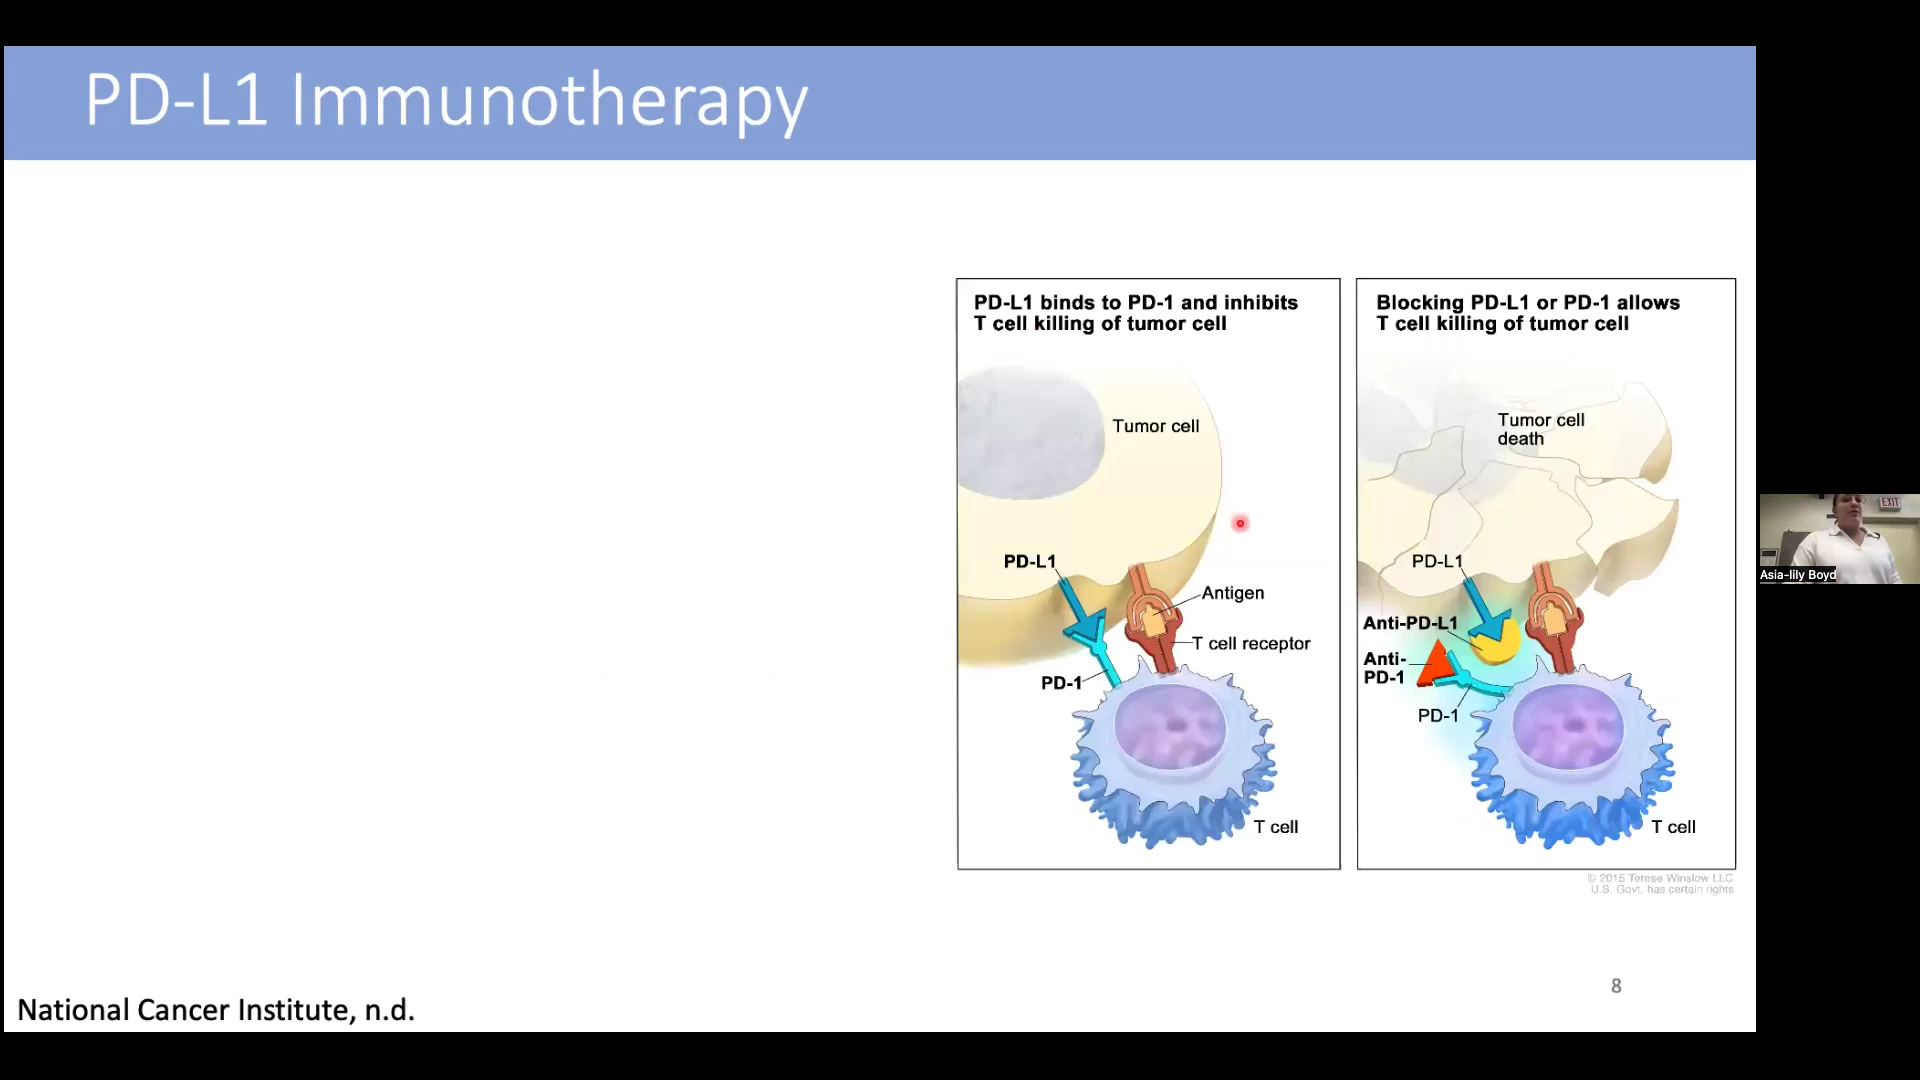 PD-L1 Immunotherapy
PD-L1 binds to PD-1 and inhibits
T cell killing of tumor cell
Tumor cell
PD-L1
Antigen
T cell receptor
PD-1
T cell
Blocking PD-L1 or PD-1 allows
T cell killing of tumor cell
Tumor cell
death
PD-L1
Anti-PD-L1
Anti-
PD-1
PD-1
T cell
© 2015 Terese Winslow LLC
U.S. Govt. has certain rights
8
National Cancer Institute, n.d.
EXIT
Asia-lily Boyd